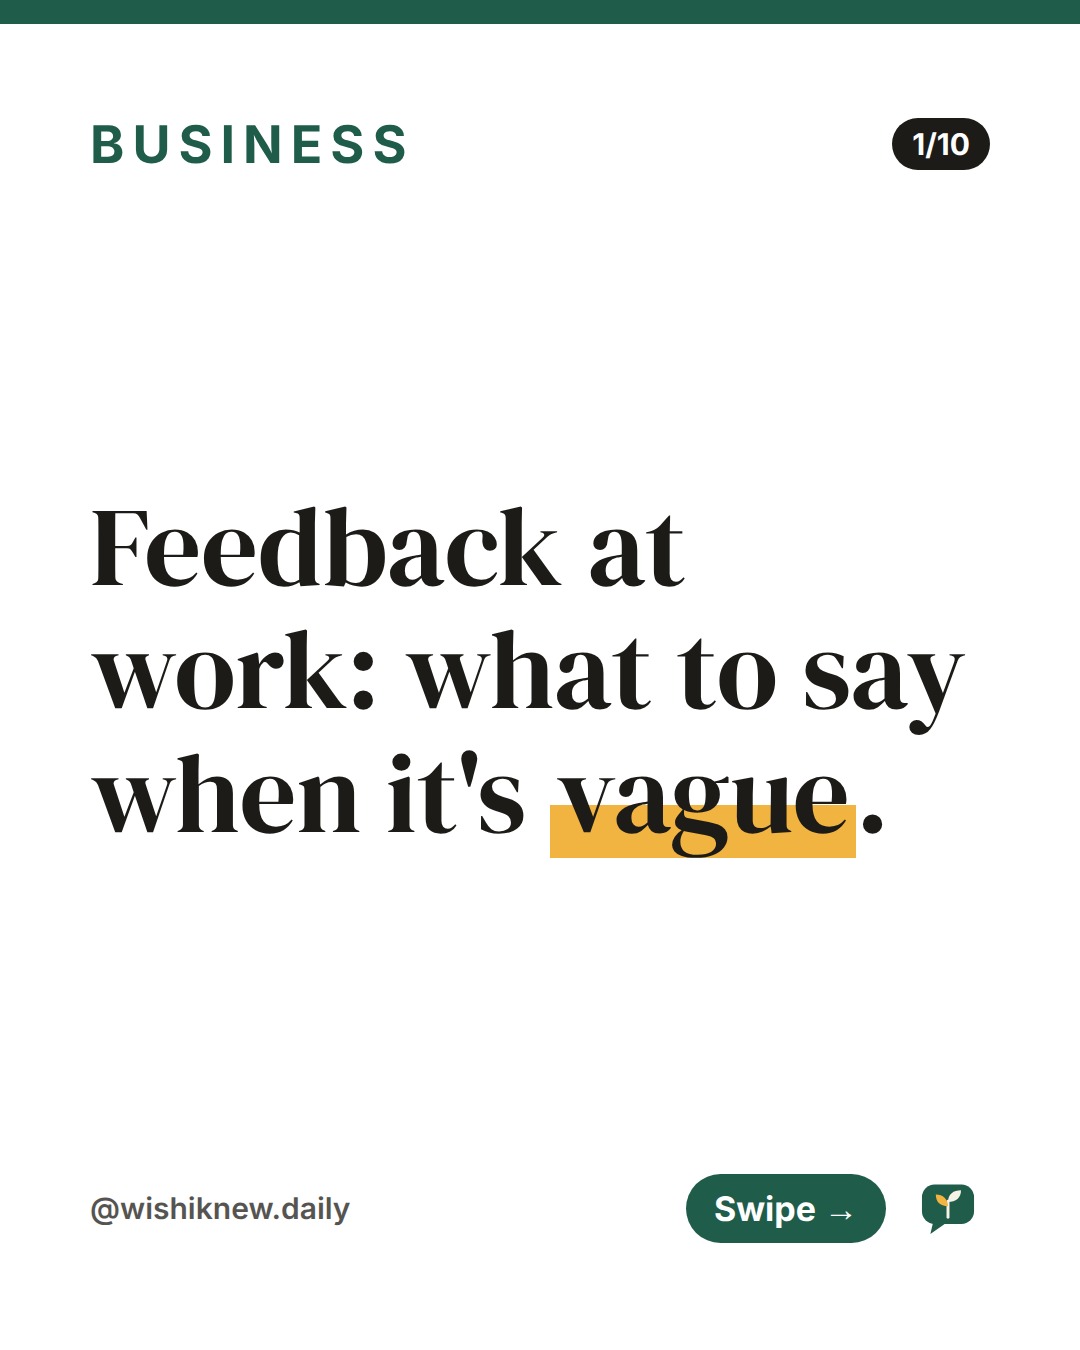 BUSINESS
1/10
Feedback at
work: what to say
when it's vague.
@wishiknew.daily
Swipe →